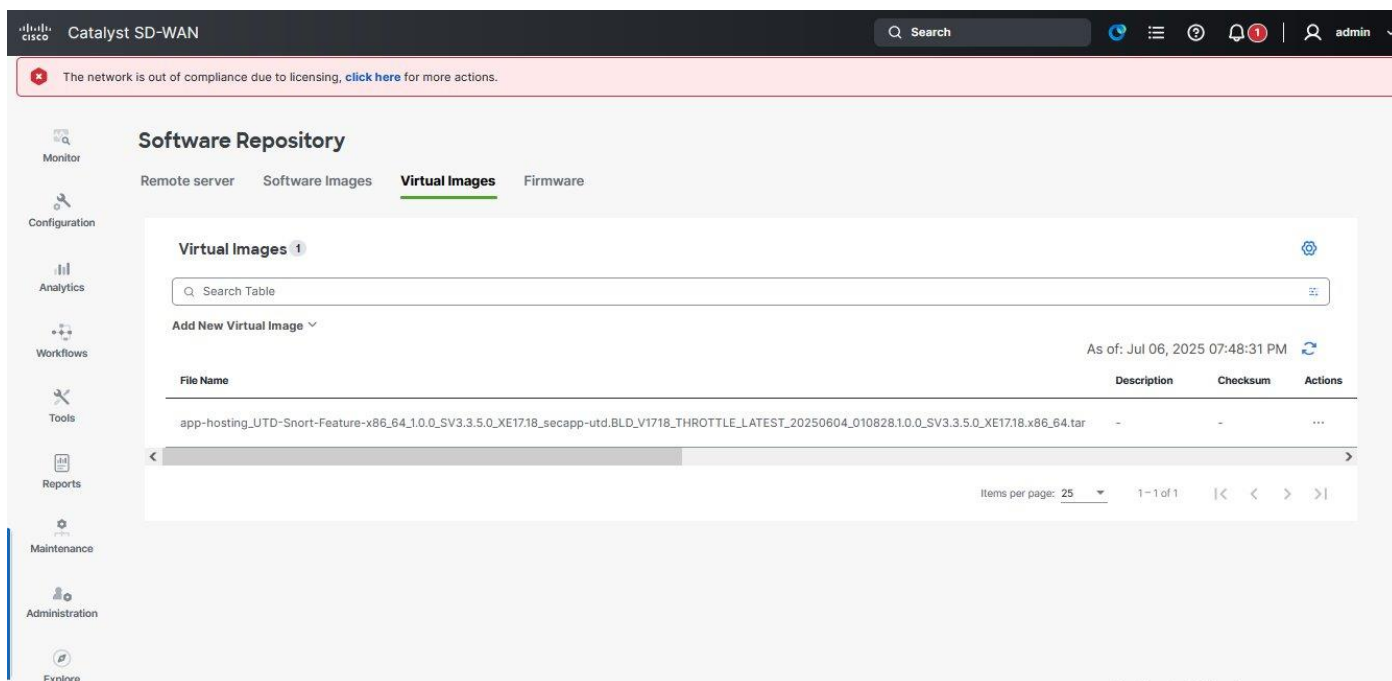 CISCO Catalyst SD-WAN Search 1 admin
The network is out of compliance due to licensing, click here for more actions.
Monitor
Configuration
Analytics
Workflows
Tools
Reports
Maintenance
Administration
Explore
Software Repository
Remote server Software Images Virtual Images Firmware
Virtual Images 1
Search Table
Add New Virtual Image
As of: Jul 06, 2025 07:48:31 PM
File Name Description Checksum Actions
app-hosting_UTD-Snort-Feature-x86_64_1.0.0_SV3.3.5.0_XE17.18_secapp-utd.BLD_V1718_THROTTLE_LATEST_20250604_010828.1.0.0_SV3.3.5.0_XE17.18.x86_64.tar - - ...
Items per page: 25 1 – 1 of 1